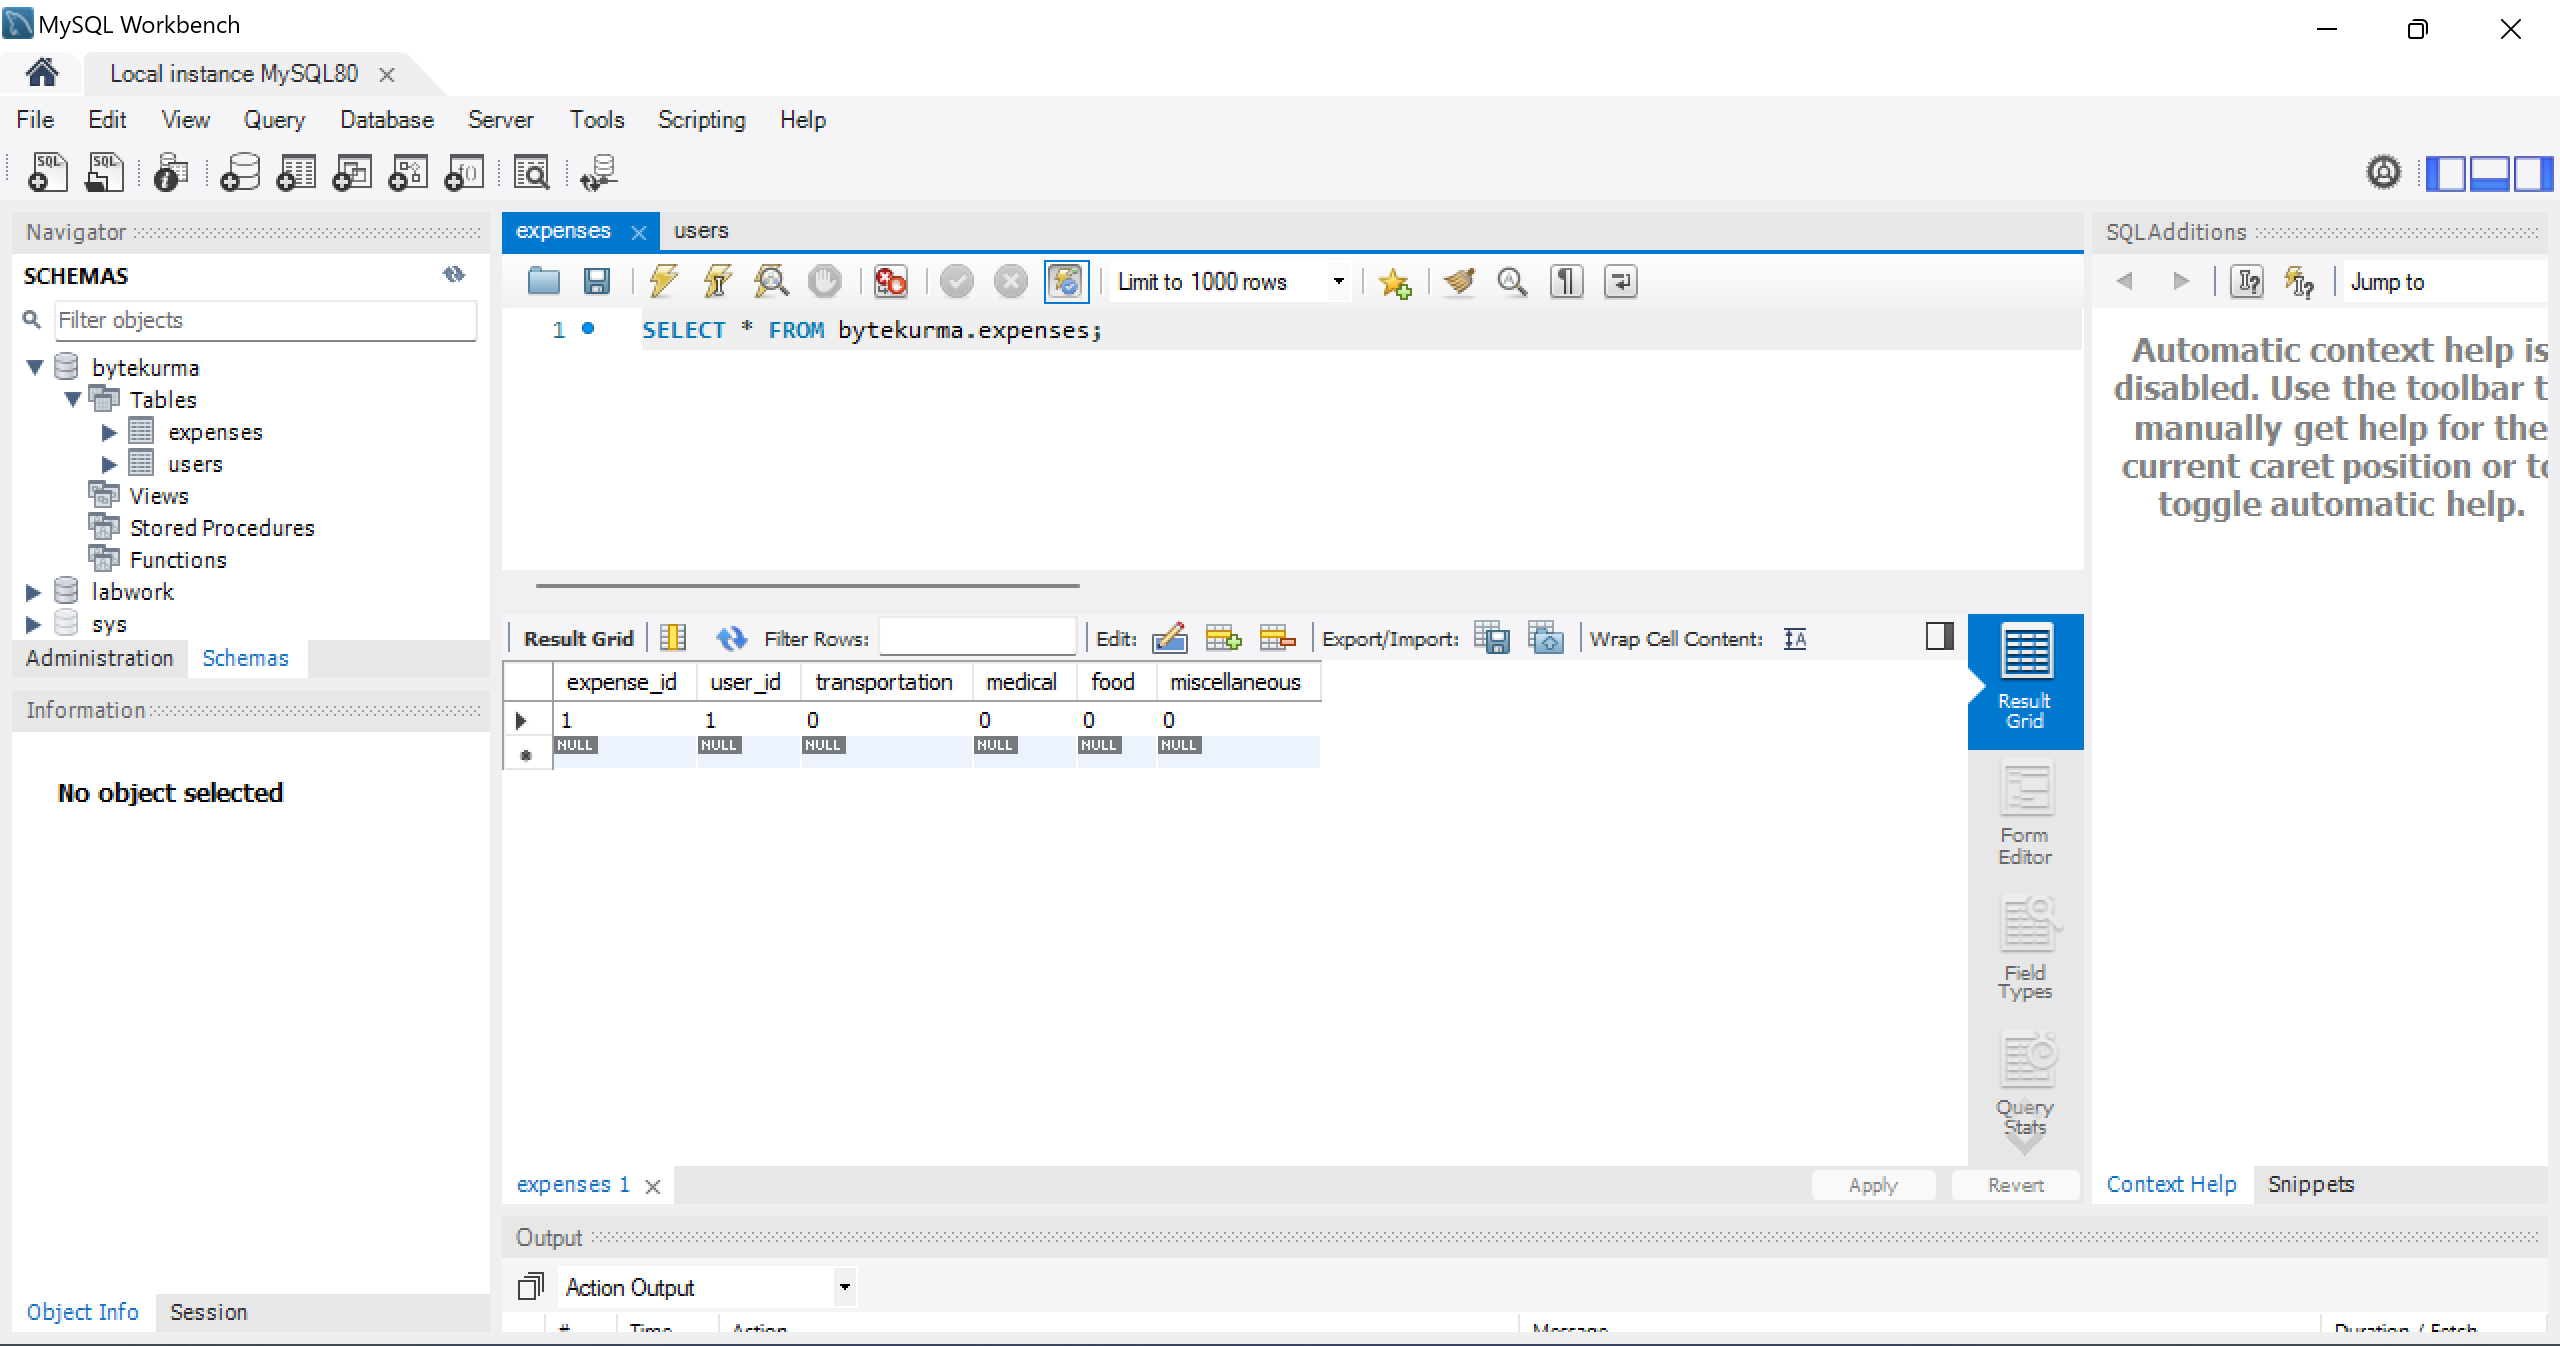 MySQL Workbench
Local instance MySQL80
File Edit View Query Database Server Tools Scripting Help
Navigator
SCHEMAS
Filter objects
bytekurma
Tables
expenses
users
Views
Stored Procedures
Functions
labwork
sys
Administration Schemas
Information
No object selected
Object Info Session
expenses users
Limit to 1000 rows
1 SELECT * FROM bytekurma.expenses;
Result Grid Filter Rows: Edit: Export/Import: Wrap Cell Content:
expense_id user_id transportation medical food miscellaneous
1 1 0 0 0 0
NULL NULL NULL NULL NULL NULL
Result
Grid
Form
Editor
Field
Types
Query
Stats
expenses 1 Apply Revert
SQLAdditions
Jump to
Automatic context help is
disabled. Use the toolbar t
manually get help for the
current caret position or to
toggle automatic help.
Context Help Snippets
Output
Action Output
# Time Action Message Duration / Fetch